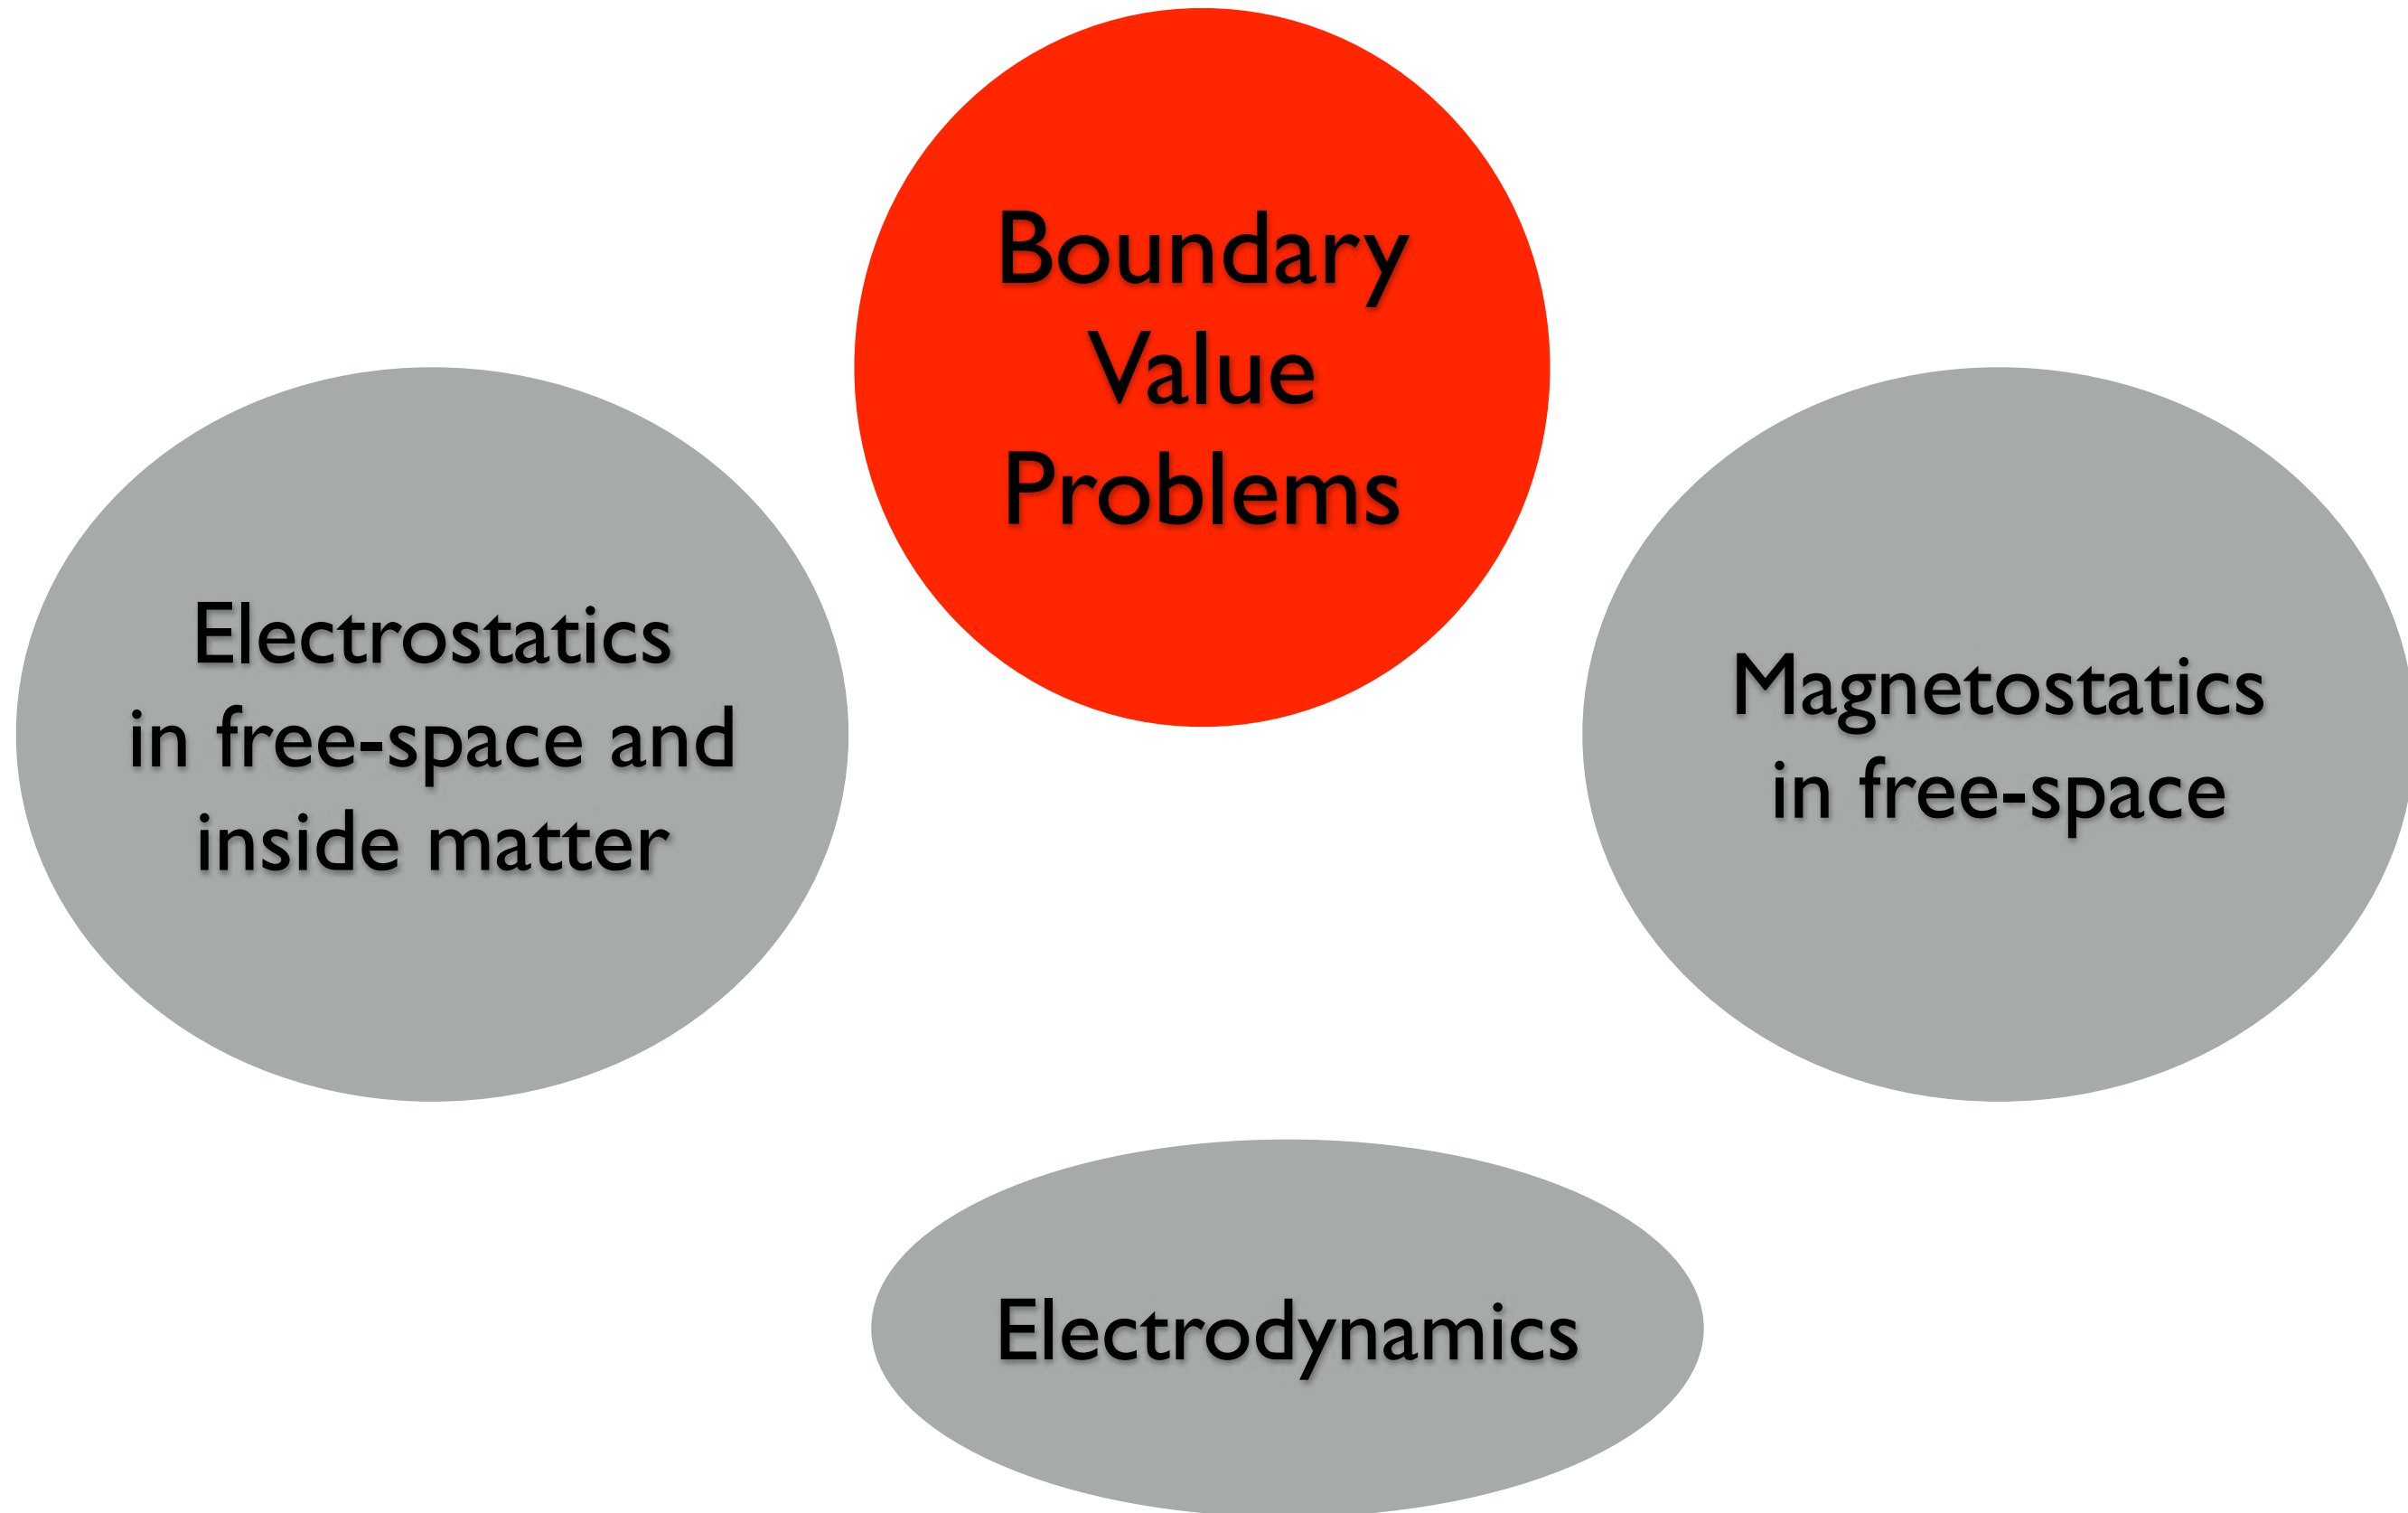 Boundary
Value
Problems
Electrostatics
in free-space and
inside matter
Magnetostatics
in free-space
Electrodynamics